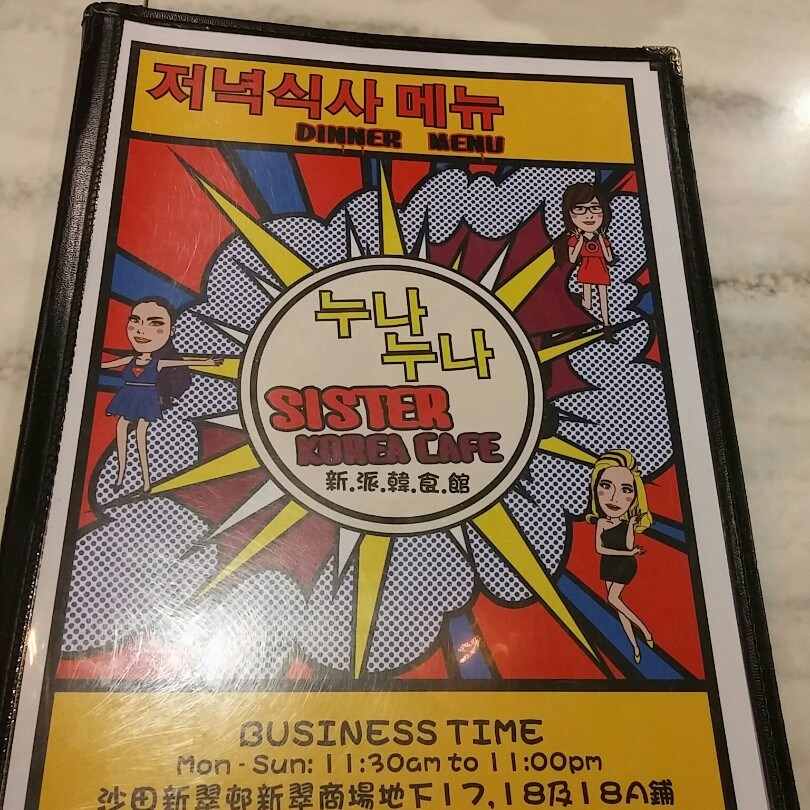 저녁식사 메뉴
DINNER MENU
누나
누나
SISTER
KOREA CAFE
新.派.韓.食.館
BUSINESS TIME
Mon - Sun: 11:30am to 11:00pm
沙田新翠邨新翠商場地下17,18及18A鋪